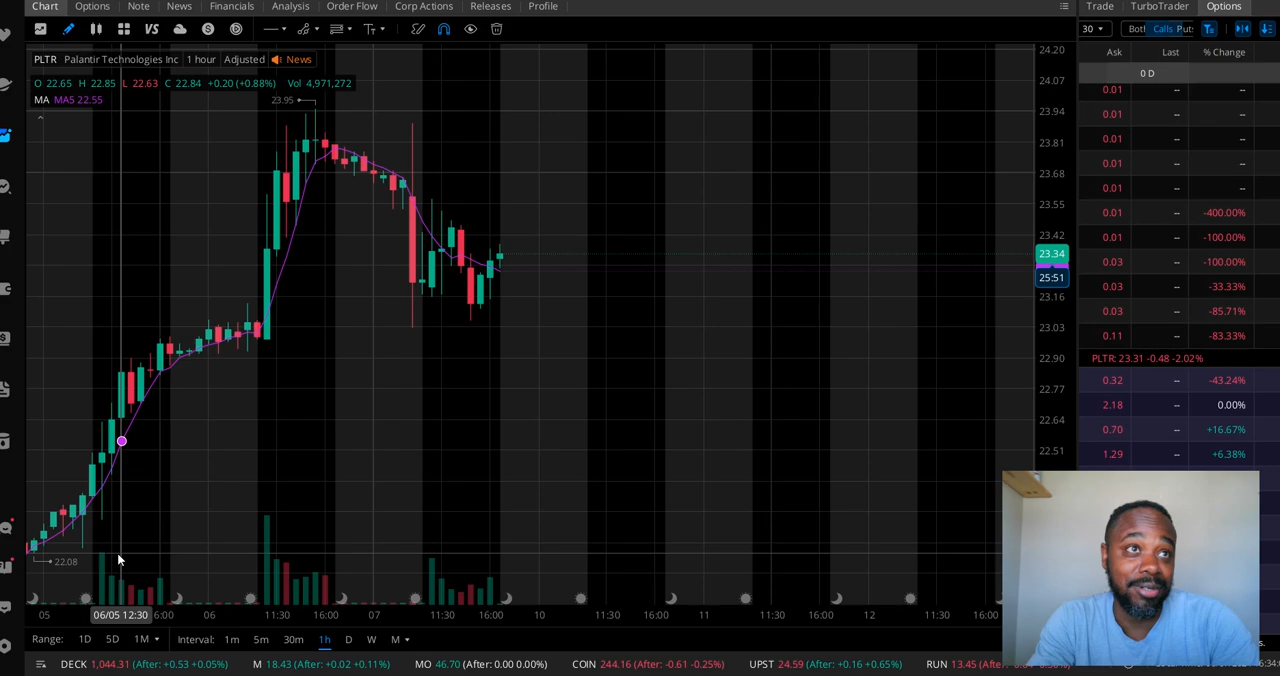 Chart Options Note News Financials Analysis Order Flow Corp Actions Releases Profile
Trade TurboTrader Options
VS
30 Both Calls Puts
PLTR Palantir Technologies Inc 1 hour Adjusted News
Ask Last % Change
O 22.65 H 22.85 L 22.63 C 22.84 +0.20 (+0.88%) Vol 4,971,272
MA MA5 22.55
0 D
23.95
24.20
24.07
23.94
23.81
23.68
23.55
23.42
23.34
25:51
23.16
23.03
22.90
22.77
22.64
22.51
0.01 --
0.01 -- --
0.01 -- --
0.01 -- --
0.01 -- --
0.01 -- -400.00%
0.01 -- -100.00%
0.03 -- -100.00%
0.03 -- -33.33%
0.03 -- -85.71%
0.11 -- -83.33%
PLTR: 23.31 -0.48 -2.02%
0.32 -- -43.24%
2.18 -- 0.00%
0.70 -- +16.67%
1.29 -- +6.38%
22.08
05 06/05 12:30 6:00 06 11:30 16:00 07 11:30 16:00 10 11:30 16:00 11 11:30 16:00 12 11:30 16:00
Range: 1D 5D 1M Interval: 1m 5m 30m 1h D W M
DECK 1,044.31 (After: +0.53 +0.05%) M 18.43 (After: +0.02 +0.11%) MO 46.70 (After: 0.00 0.00%) COIN 244.16 (After: -0.61 -0.25%) UPST 24.59 (After: +0.16 +0.65%) RUN 13.45 (After: